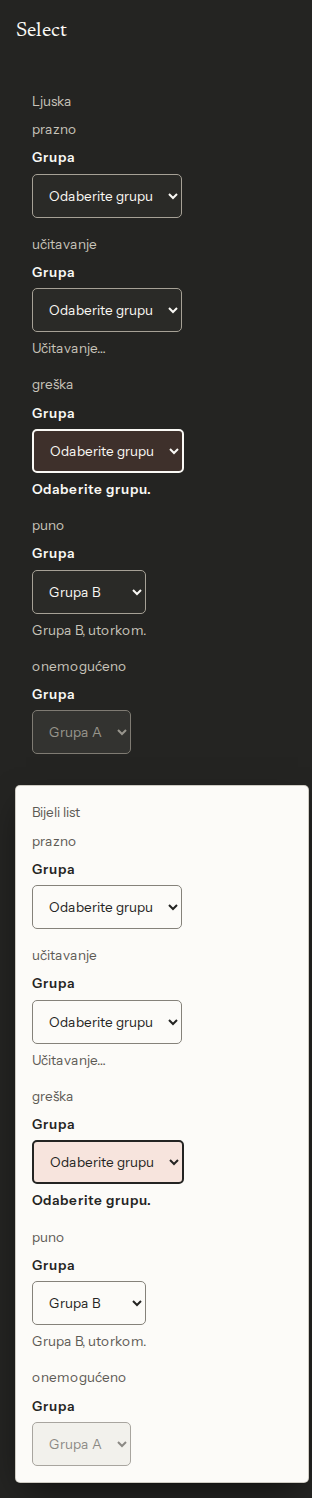 Select
Ljuska
prazno
Grupa
Odaberite grupu
učitavanje
Grupa
Odaberite grupu
Učitavanje...
greška
Grupa
Odaberite grupu
Odaberite grupu.
puno
Grupa
Grupa B
Grupa B, utorkom.
onemogućeno
Grupa
Grupa A
Bijeli list
prazno
Grupa
Odaberite grupu
učitavanje
Grupa
Odaberite grupu
Učitavanje...
greška
Grupa
Odaberite grupu
Odaberite grupu.
puno
Grupa
Grupa B
Grupa B, utorkom.
onemogućeno
Grupa
Grupa A